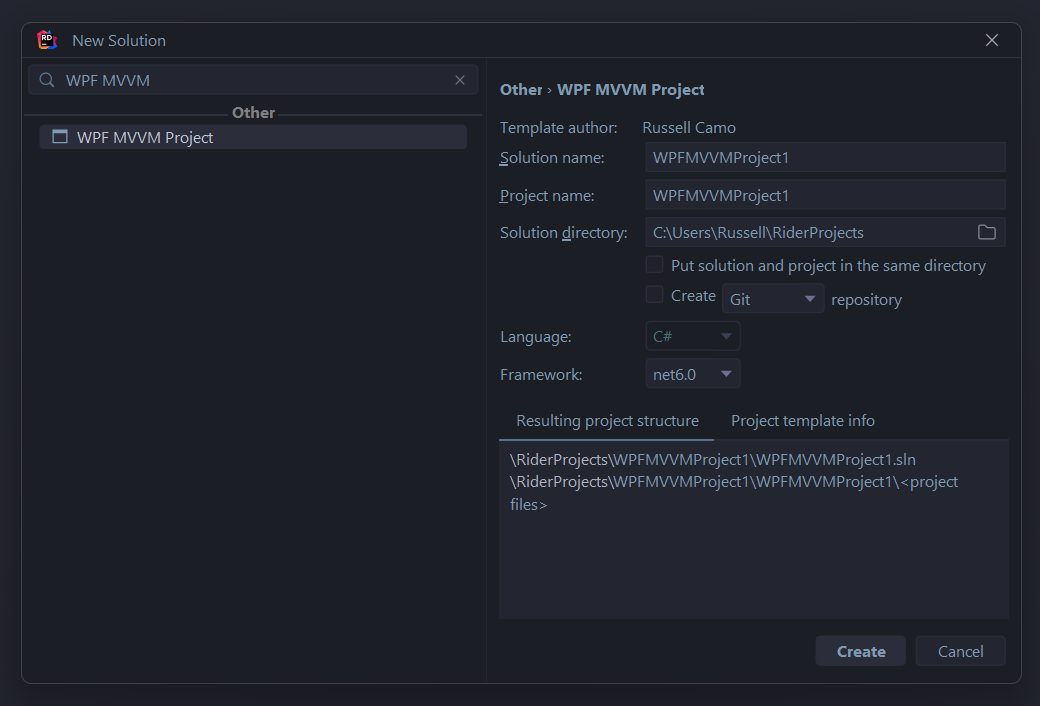 RD
New Solution
WPF MVVM
Other
WPF MVVM Project
Other › WPF MVVM Project
Template author: Russell Camo
Solution name: WPFMVVMProject1
Project name: WPFMVVMProject1
Solution directory: C:\Users\Russell\RiderProjects
Put solution and project in the same directory
Create Git repository
Language: C#
Framework: net6.0
Resulting project structure Project template info
\RiderProjects\WPFMVVMProject1\WPFMVVMProject1.sln
\RiderProjects\WPFMVVMProject1\WPFMVVMProject1\<project
files>
Create Cancel